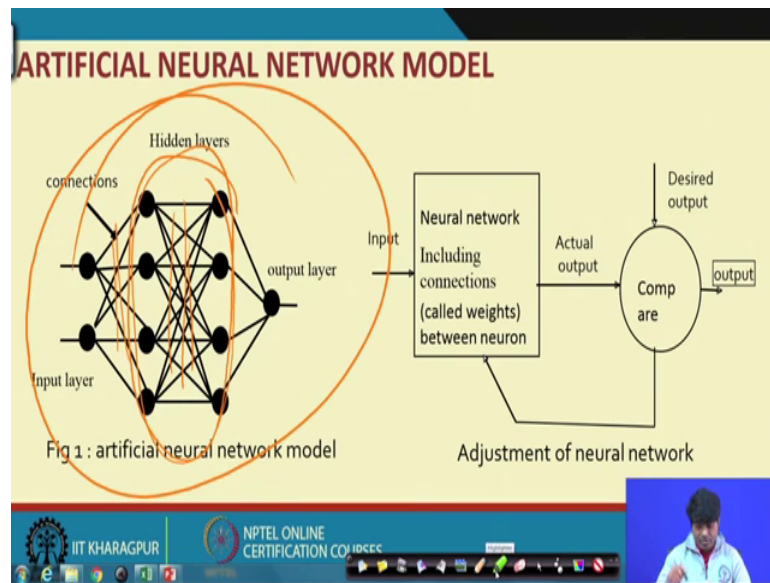 ARTIFICIAL NEURAL NETWORK MODEL
Hidden layers
connections
output layer
Input layer
Fig 1 : artificial neural network model
Input
Neural network
Including
connections
(called weights)
between neuron
Actual
output
Desired
output
Comp
are
output
Adjustment of neural network
IIT KHARAGPUR
NPTEL ONLINE
CERTIFICATION COURSES
Highlighter